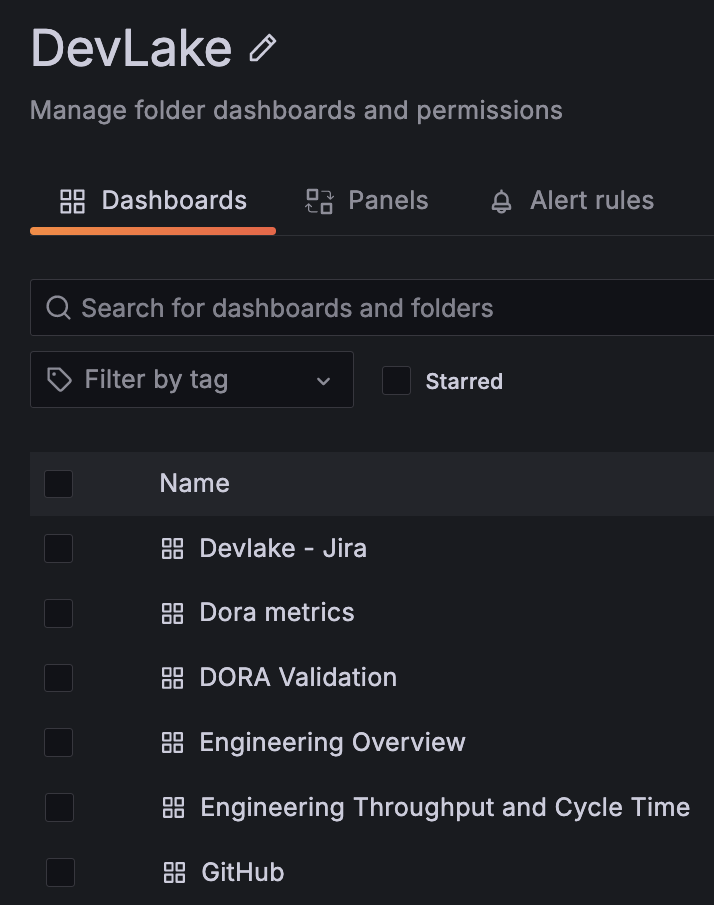 DevLake
Manage folder dashboards and permissions
Dashboards Panels Alert rules
Search for dashboards and folders
Filter by tag Starred
Name
Devlake - Jira
Dora metrics
DORA Validation
Engineering Overview
Engineering Throughput and Cycle Time
GitHub